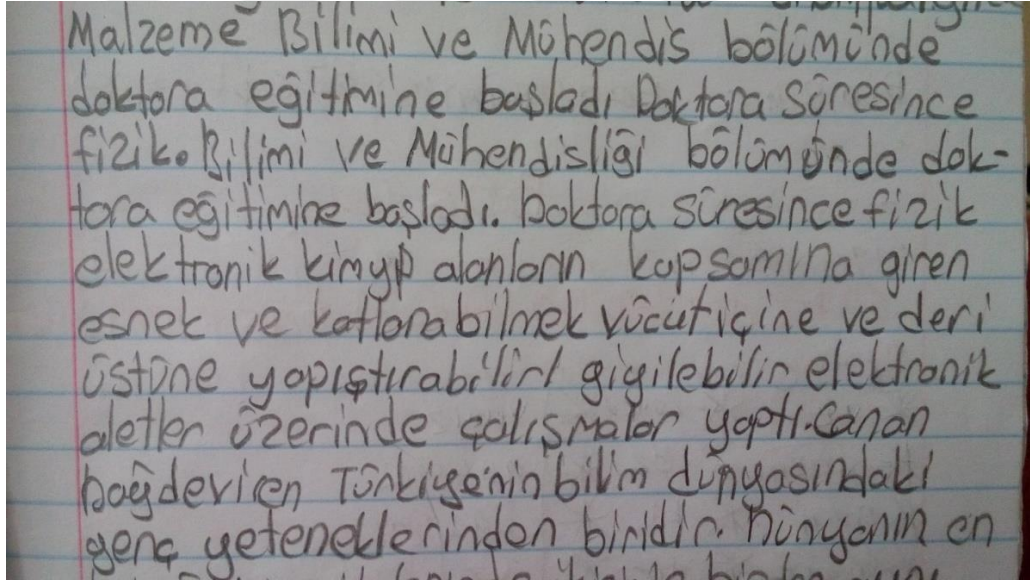 Malzeme Bilimi ve Mühendis bölümünde
doktora eğitimine başladı Doktora süresince
fizik. Bilimi ve Mühendisliği bölümünde dok-
tora eğitimine başladı. Doktora süresince fizik
elektronik kimyp alanlorın kapsamına giren
esnek ve katlanabilmek vücut içine ve deri
üstüne yapıştırabilirl giyilebilir elektronik
aletler üzerinde çalışmalar yaptı. Canan
Dağdeviren Türkiye'nin bilim dünyasındaki
genç yeteneklerinden biridir. Dünyanın en